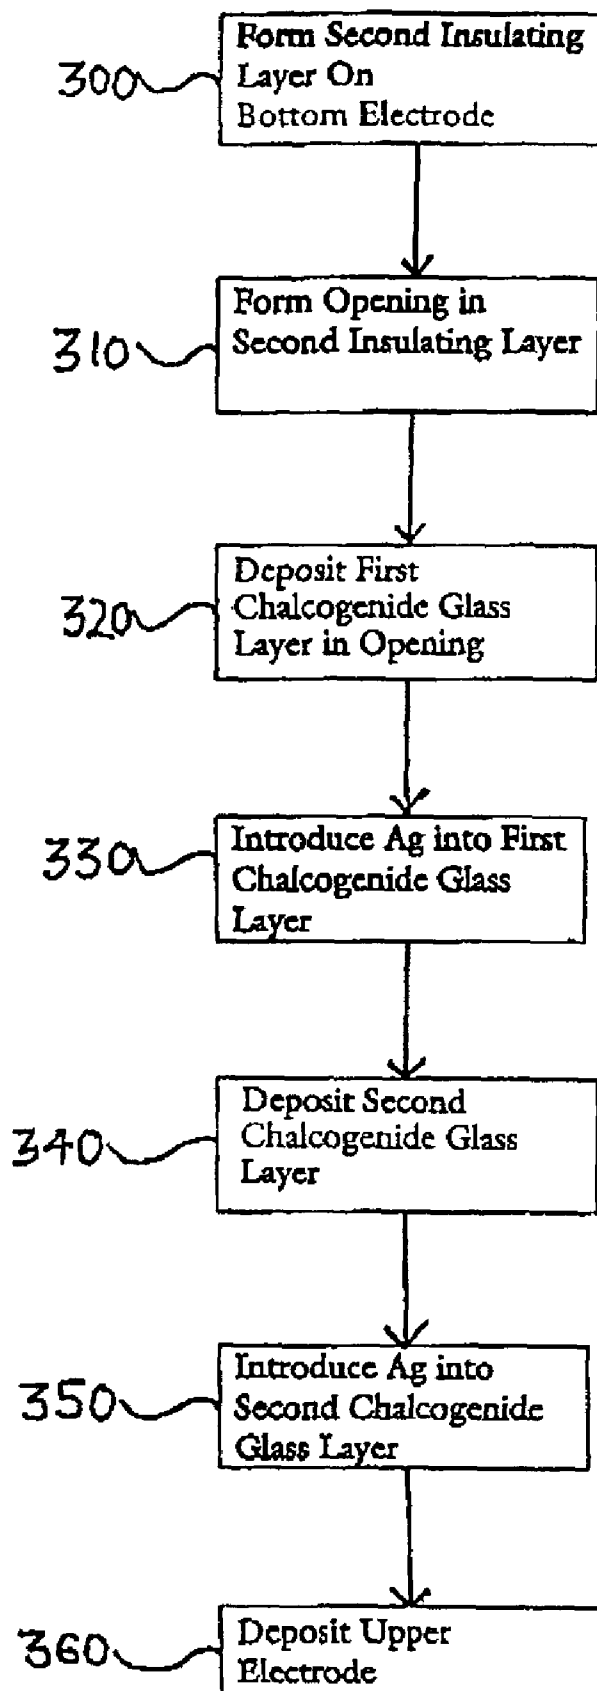 Form Second Insulating
300
Layer On
Bottom Electrode
Form Opening in
310
Second Insulating Layer
Deposit First
320
Chalcogenide Glass
Layer in Opening
Introduce Ag into First
330
Chalcogenide Glass
Layer
Deposit Second
340
Chalcogenide Glass
Layer
Introduce Ag into
350
Second Chalcogenide
Glass Layer
Deposit Upper
360
Electrode